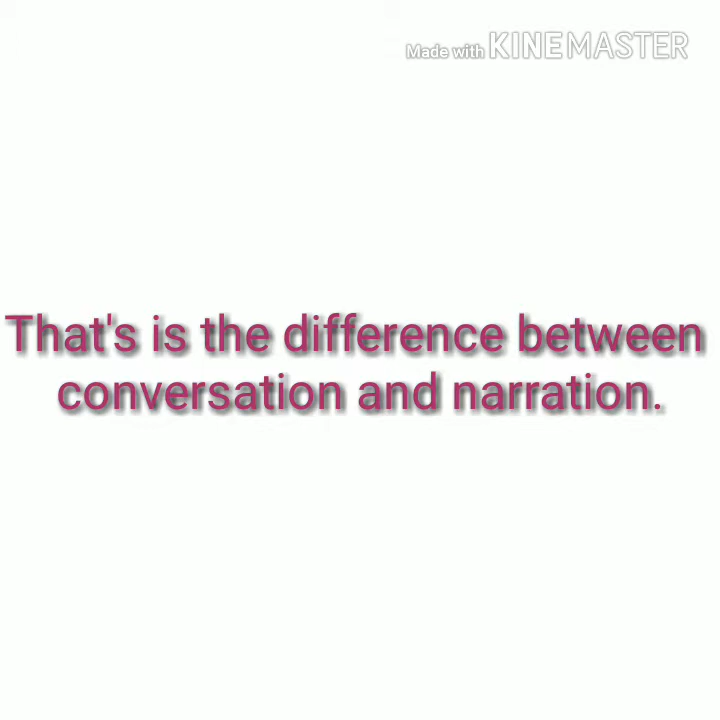 Made with KINEMASTER
That's is the difference between
conversation and narration.